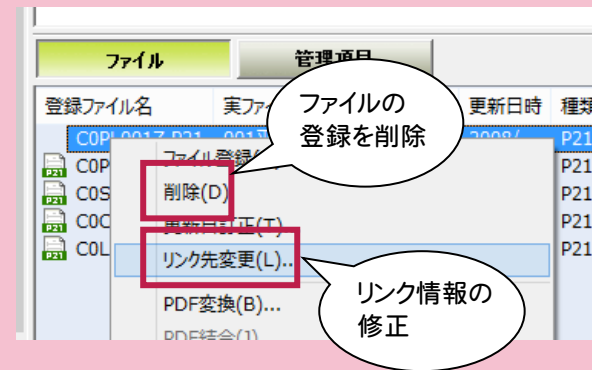 ファイル
管理項目
登録ファイル名
更新日時
種類
ファイルの
登録を削除
C0P
P21
削除(D)
C0S
P21
C0C
P21
リンク先変更(L)...
C0L
P21
リンク情報の
修正
PDF変換(B)...